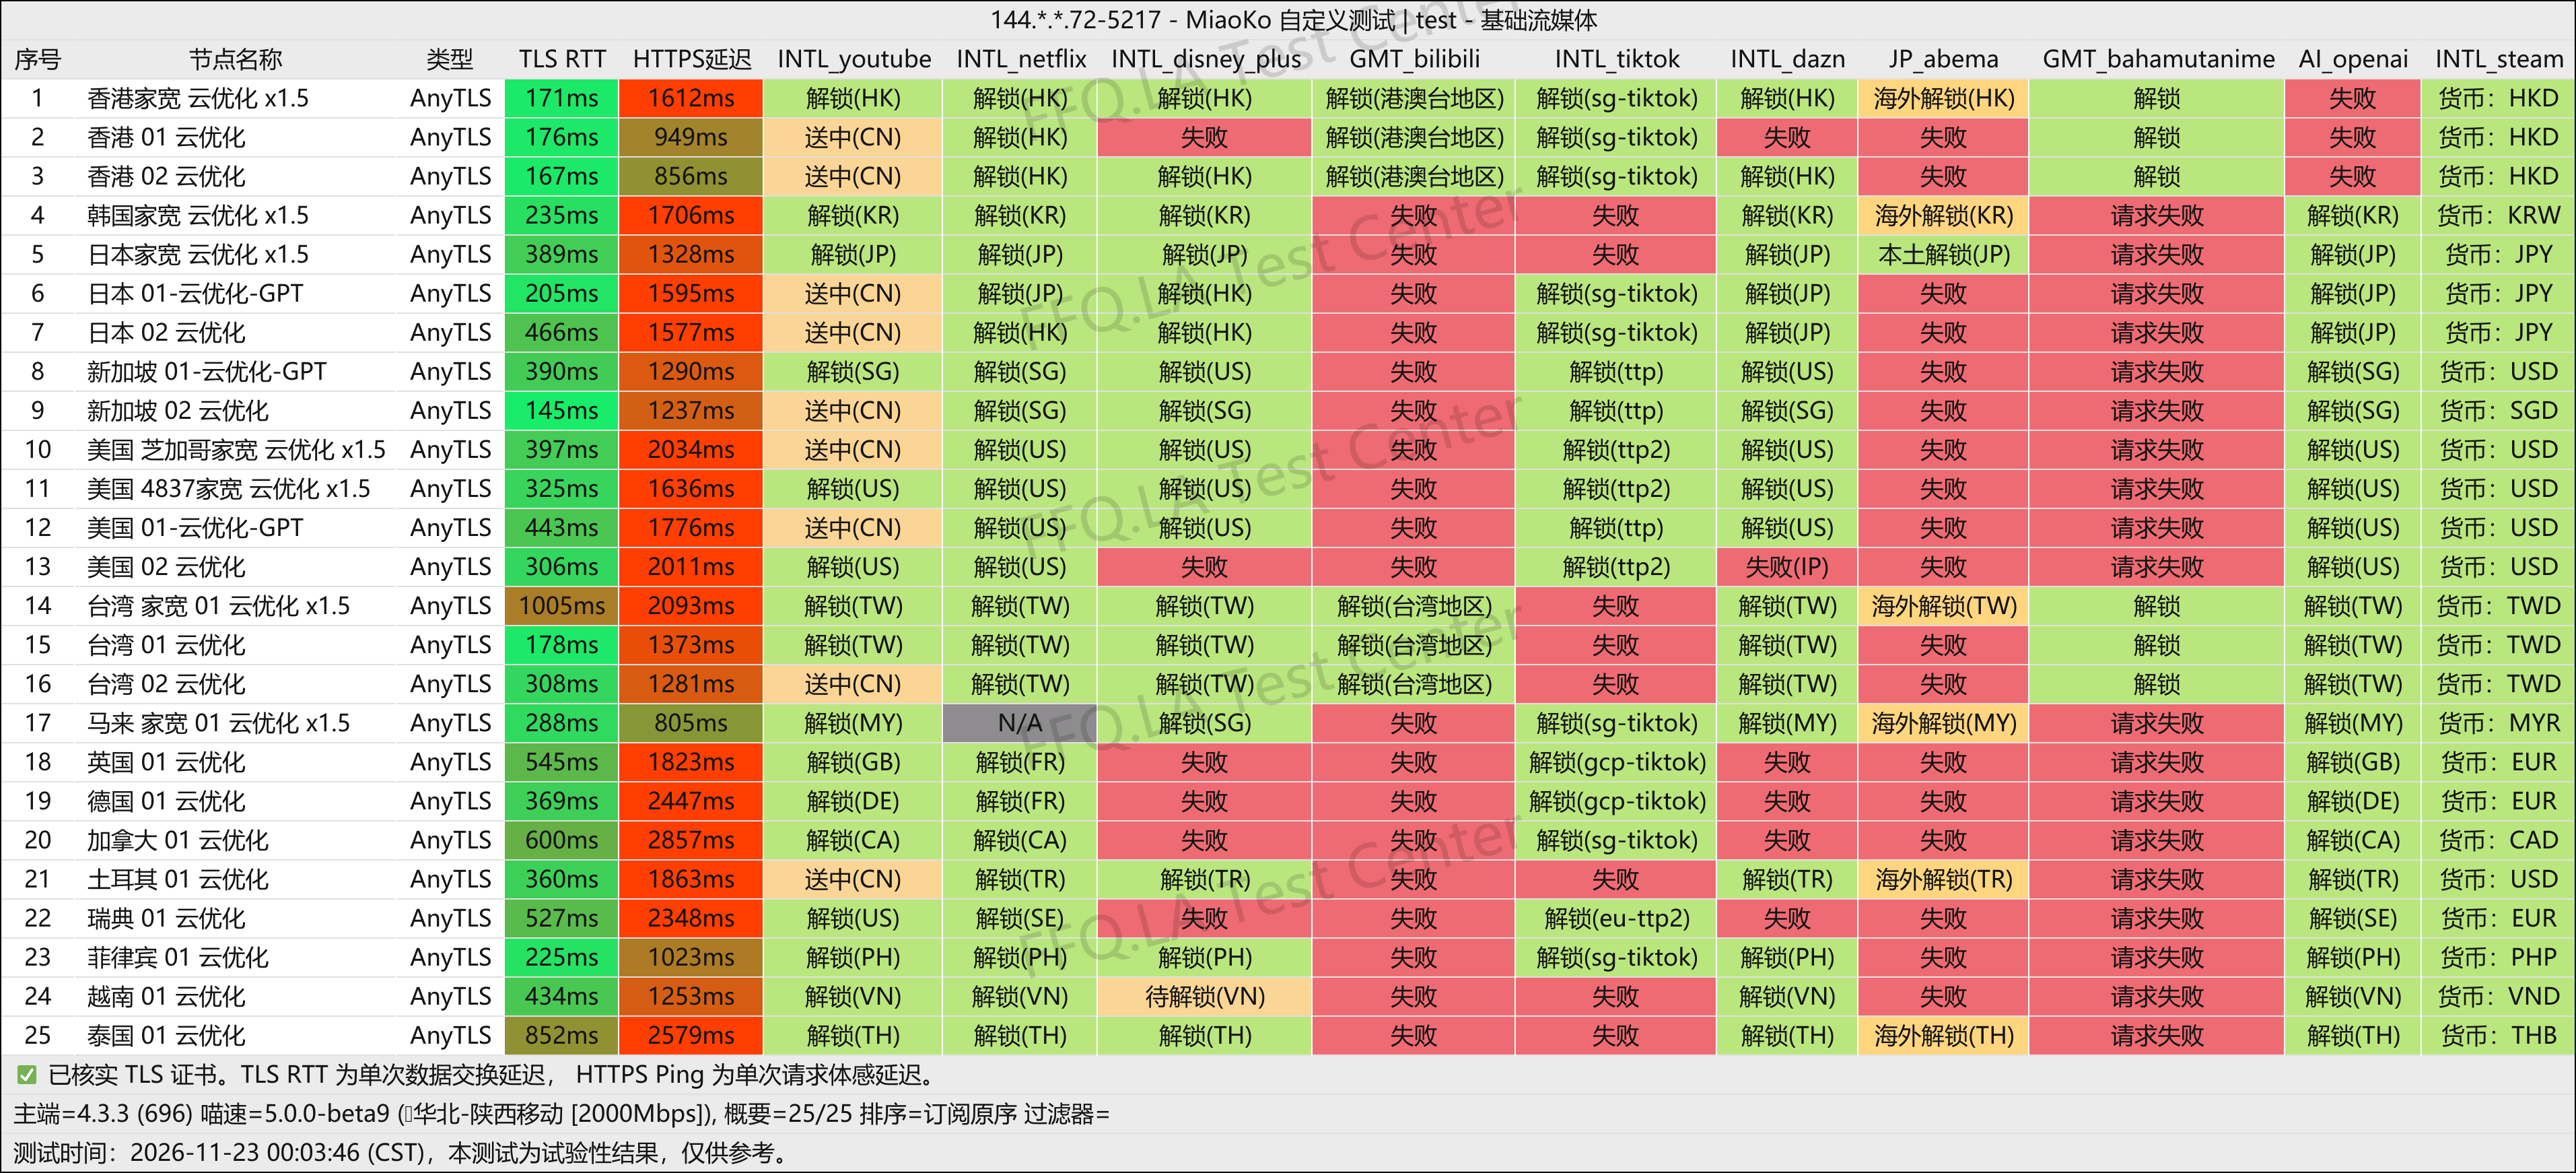 144.*.*.72-5217 - MiaoKo 自定义测试 | test - 基础流媒体
序号 节点名称 类型 TLS RTT HTTPS延迟 INTL_youtube INTL_netflix INTL_disney_plus GMT_bilibili INTL_tiktok INTL_dazn JP_abema GMT_bahamutanime AI_openai INTL_steam
1 香港家宽 云优化 x1.5 AnyTLS 171ms 1612ms 解锁(HK) 解锁(HK) 解锁(HK) 解锁(港澳台地区) 解锁(sg-tiktok) 解锁(HK) 海外解锁(HK) 解锁 失败 货币：HKD
2 香港 01 云优化 AnyTLS 176ms 949ms 送中(CN) 解锁(HK) 失败 解锁(港澳台地区) 解锁(sg-tiktok) 失败 失败 解锁 失败 货币：HKD
3 香港 02 云优化 AnyTLS 167ms 856ms 送中(CN) 解锁(HK) 解锁(HK) 解锁(港澳台地区) 解锁(sg-tiktok) 解锁(HK) 失败 解锁 失败 货币：HKD
4 韩国家宽 云优化 x1.5 AnyTLS 235ms 1706ms 解锁(KR) 解锁(KR) 解锁(KR) 失败 失败 解锁(KR) 海外解锁(KR) 请求失败 解锁(KR) 货币：KRW
5 日本家宽 云优化 x1.5 AnyTLS 389ms 1328ms 解锁(JP) 解锁(JP) 解锁(JP) 失败 失败 解锁(JP) 本土解锁(JP) 请求失败 解锁(JP) 货币：JPY
6 日本 01-云优化-GPT AnyTLS 205ms 1595ms 送中(CN) 解锁(JP) 解锁(HK) 失败 解锁(sg-tiktok) 解锁(JP) 失败 请求失败 解锁(JP) 货币：JPY
7 日本 02 云优化 AnyTLS 466ms 1577ms 送中(CN) 解锁(HK) 解锁(HK) 失败 解锁(sg-tiktok) 解锁(JP) 失败 请求失败 解锁(JP) 货币：JPY
8 新加坡 01-云优化-GPT AnyTLS 390ms 1290ms 解锁(SG) 解锁(SG) 解锁(US) 失败 解锁(ttp) 解锁(US) 失败 请求失败 解锁(SG) 货币：USD
9 新加坡 02 云优化 AnyTLS 145ms 1237ms 送中(CN) 解锁(SG) 解锁(SG) 失败 解锁(ttp) 解锁(SG) 失败 请求失败 解锁(SG) 货币：SGD
10 美国 芝加哥家宽 云优化 x1.5 AnyTLS 397ms 2034ms 送中(CN) 解锁(US) 解锁(US) 失败 解锁(ttp2) 解锁(US) 失败 请求失败 解锁(US) 货币：USD
11 美国 4837家宽 云优化 x1.5 AnyTLS 325ms 1636ms 解锁(US) 解锁(US) 解锁(US) 失败 解锁(ttp2) 解锁(US) 失败 请求失败 解锁(US) 货币：USD
12 美国 01-云优化-GPT AnyTLS 443ms 1776ms 送中(CN) 解锁(US) 解锁(US) 失败 解锁(ttp) 解锁(US) 失败 请求失败 解锁(US) 货币：USD
13 美国 02 云优化 AnyTLS 306ms 2011ms 解锁(US) 解锁(US) 失败 失败 解锁(ttp2) 失败(IP) 失败 请求失败 解锁(US) 货币：USD
14 台湾 家宽 01 云优化 x1.5 AnyTLS 1005ms 2093ms 解锁(TW) 解锁(TW) 解锁(TW) 解锁(台湾地区) 失败 解锁(TW) 海外解锁(TW) 解锁 解锁(TW) 货币：TWD
15 台湾 01 云优化 AnyTLS 178ms 1373ms 解锁(TW) 解锁(TW) 解锁(TW) 解锁(台湾地区) 失败 解锁(TW) 失败 解锁 解锁(TW) 货币：TWD
16 台湾 02 云优化 AnyTLS 308ms 1281ms 送中(CN) 解锁(TW) 解锁(TW) 解锁(台湾地区) 失败 解锁(TW) 失败 解锁 解锁(TW) 货币：TWD
17 马来 家宽 01 云优化 x1.5 AnyTLS 288ms 805ms 解锁(MY) N/A 解锁(SG) 失败 解锁(sg-tiktok) 解锁(MY) 海外解锁(MY) 请求失败 解锁(MY) 货币：MYR
18 英国 01 云优化 AnyTLS 545ms 1823ms 解锁(GB) 解锁(FR) 失败 失败 解锁(gcp-tiktok) 失败 失败 请求失败 解锁(GB) 货币：EUR
19 德国 01 云优化 AnyTLS 369ms 2447ms 解锁(DE) 解锁(FR) 失败 失败 解锁(gcp-tiktok) 失败 失败 请求失败 解锁(DE) 货币：EUR
20 加拿大 01 云优化 AnyTLS 600ms 2857ms 解锁(CA) 解锁(CA) 失败 失败 解锁(sg-tiktok) 失败 失败 请求失败 解锁(CA) 货币：CAD
21 土耳其 01 云优化 AnyTLS 360ms 1863ms 送中(CN) 解锁(TR) 解锁(TR) 失败 失败 解锁(TR) 海外解锁(TR) 请求失败 解锁(TR) 货币：USD
22 瑞典 01 云优化 AnyTLS 527ms 2348ms 解锁(US) 解锁(SE) 失败 失败 解锁(eu-ttp2) 失败 失败 请求失败 解锁(SE) 货币：EUR
23 菲律宾 01 云优化 AnyTLS 225ms 1023ms 解锁(PH) 解锁(PH) 解锁(PH) 失败 解锁(sg-tiktok) 解锁(PH) 失败 请求失败 解锁(PH) 货币：PHP
24 越南 01 云优化 AnyTLS 434ms 1253ms 解锁(VN) 解锁(VN) 待解锁(VN) 失败 失败 解锁(VN) 失败 请求失败 解锁(VN) 货币：VND
25 泰国 01 云优化 AnyTLS 852ms 2579ms 解锁(TH) 解锁(TH) 解锁(TH) 失败 失败 解锁(TH) 海外解锁(TH) 请求失败 解锁(TH) 货币：THB
✅ 已核实 TLS 证书。TLS RTT 为单次数据交换延迟， HTTPS Ping 为单次请求体感延迟。
主端=4.3.3 (696) 喵速=5.0.0-beta9 (华北-陕西移动 [2000Mbps]), 概要=25/25 排序=订阅原序 过滤器=
测试时间：2026-11-23 00:03:46 (CST)，本测试为试验性结果，仅供参考。
FFQ.LA Test Center
FFQ.LA Test Center
FFQ.LA Test Center
FFQ.LA Test Center
FFQ.LA Test Center